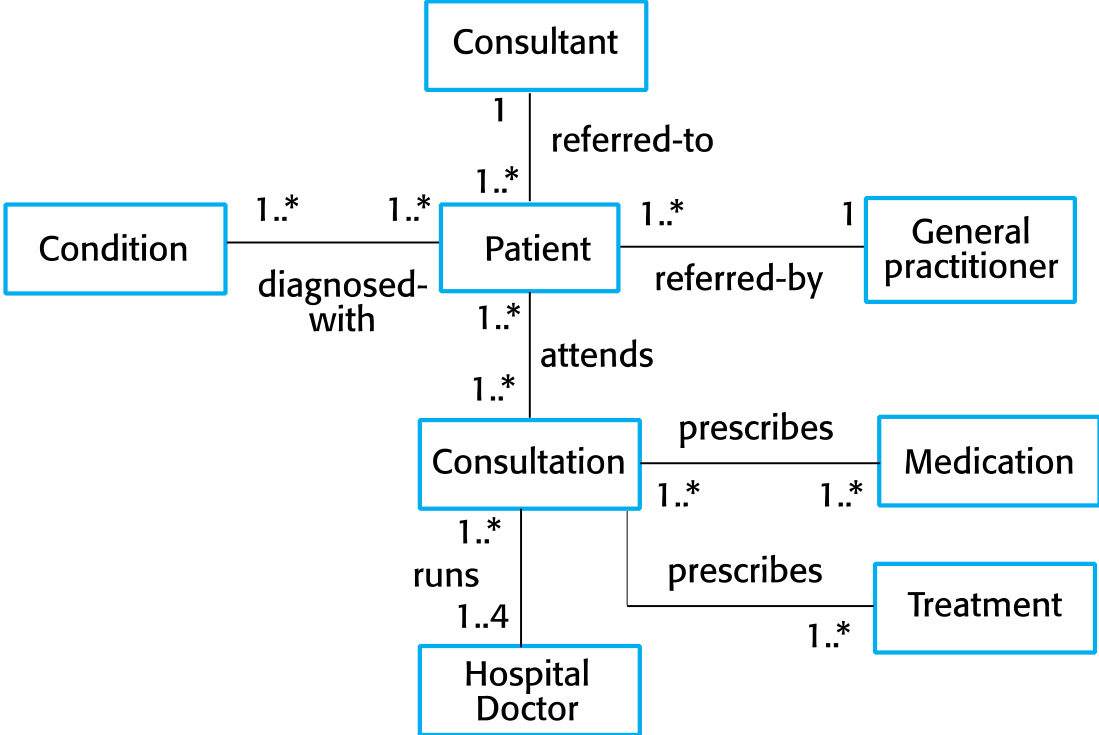 Consultant
1
referred-to
1..*
1..*
1..*
1..*
1
Condition
Patient
General
practitioner
diagnosed-
with
referred-by
1..*
attends
1..*
prescribes
Consultation
Medication
1..*
1..*
1..*
runs
prescribes
1..4
Treatment
1..*
Hospital
Doctor